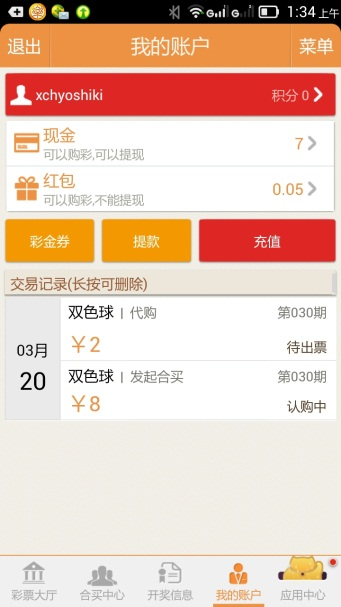 1:34 上午
退出 我的账户 菜单
xchyoshiki 积分 0
现金 7
可以购彩,可以提现
红包 0.05
可以购彩,不能提现
彩金券 提款 充值
交易记录(长按可删除)
03月
20
双色球 | 代购 第030期
¥2 待出票
双色球 | 发起合买 第030期
¥8 认购中
彩票大厅 合买中心 开奖信息 我的账户 应用中心